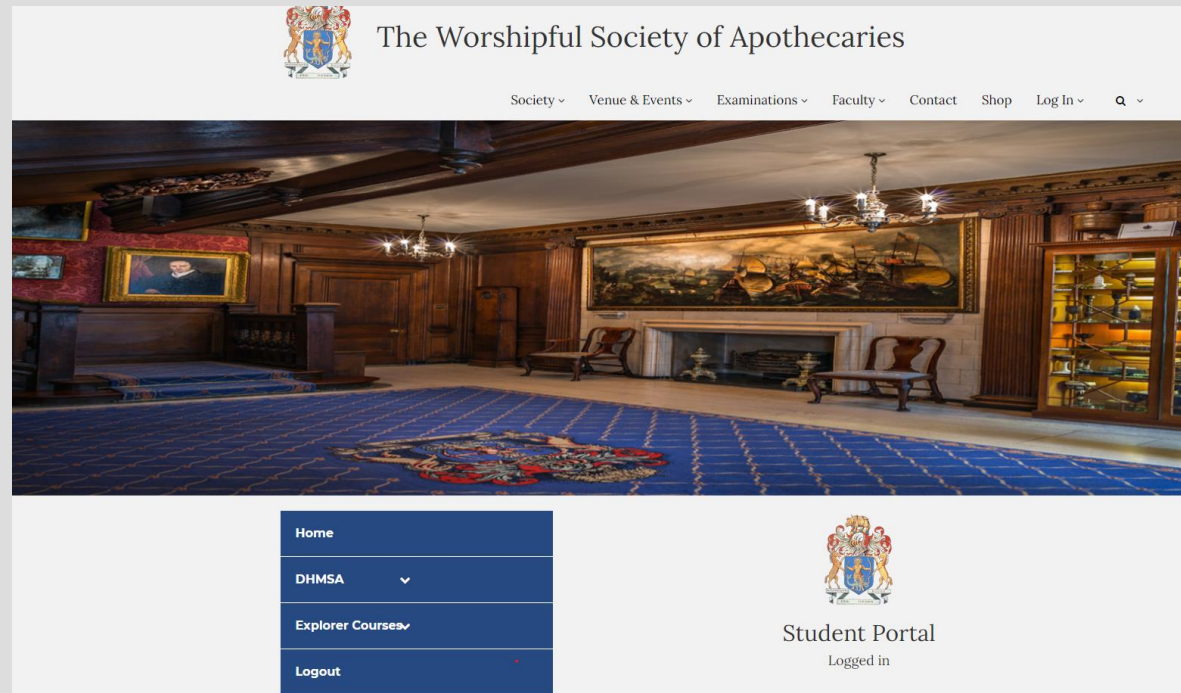 The Worshipful Society of Apothecaries
Society Venue & Events Examinations Faculty Contact Shop Log In
Home
DHMSA
Explorer Courses
Logout
Student Portal
Logged in